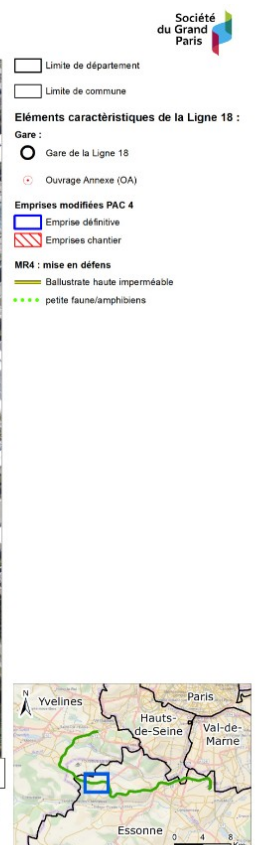 Société
du Grand
Paris
Limite de département
Limite de commune
Eléments caractèristiques de la Ligne 18 :
Gare :
Gare de la Ligne 18
Ouvrage Annexe (OA)
Emprises modifiées PAC 4
Emprise définitive
Emprises chantier
MR4 : mise en défens
Ballustrate haute imperméable
petite faune/amphibiens
N
Paris
Yvelines
Hauts-
de-Seine
Val-de-
Marne
Essonne
0 4 8
Km